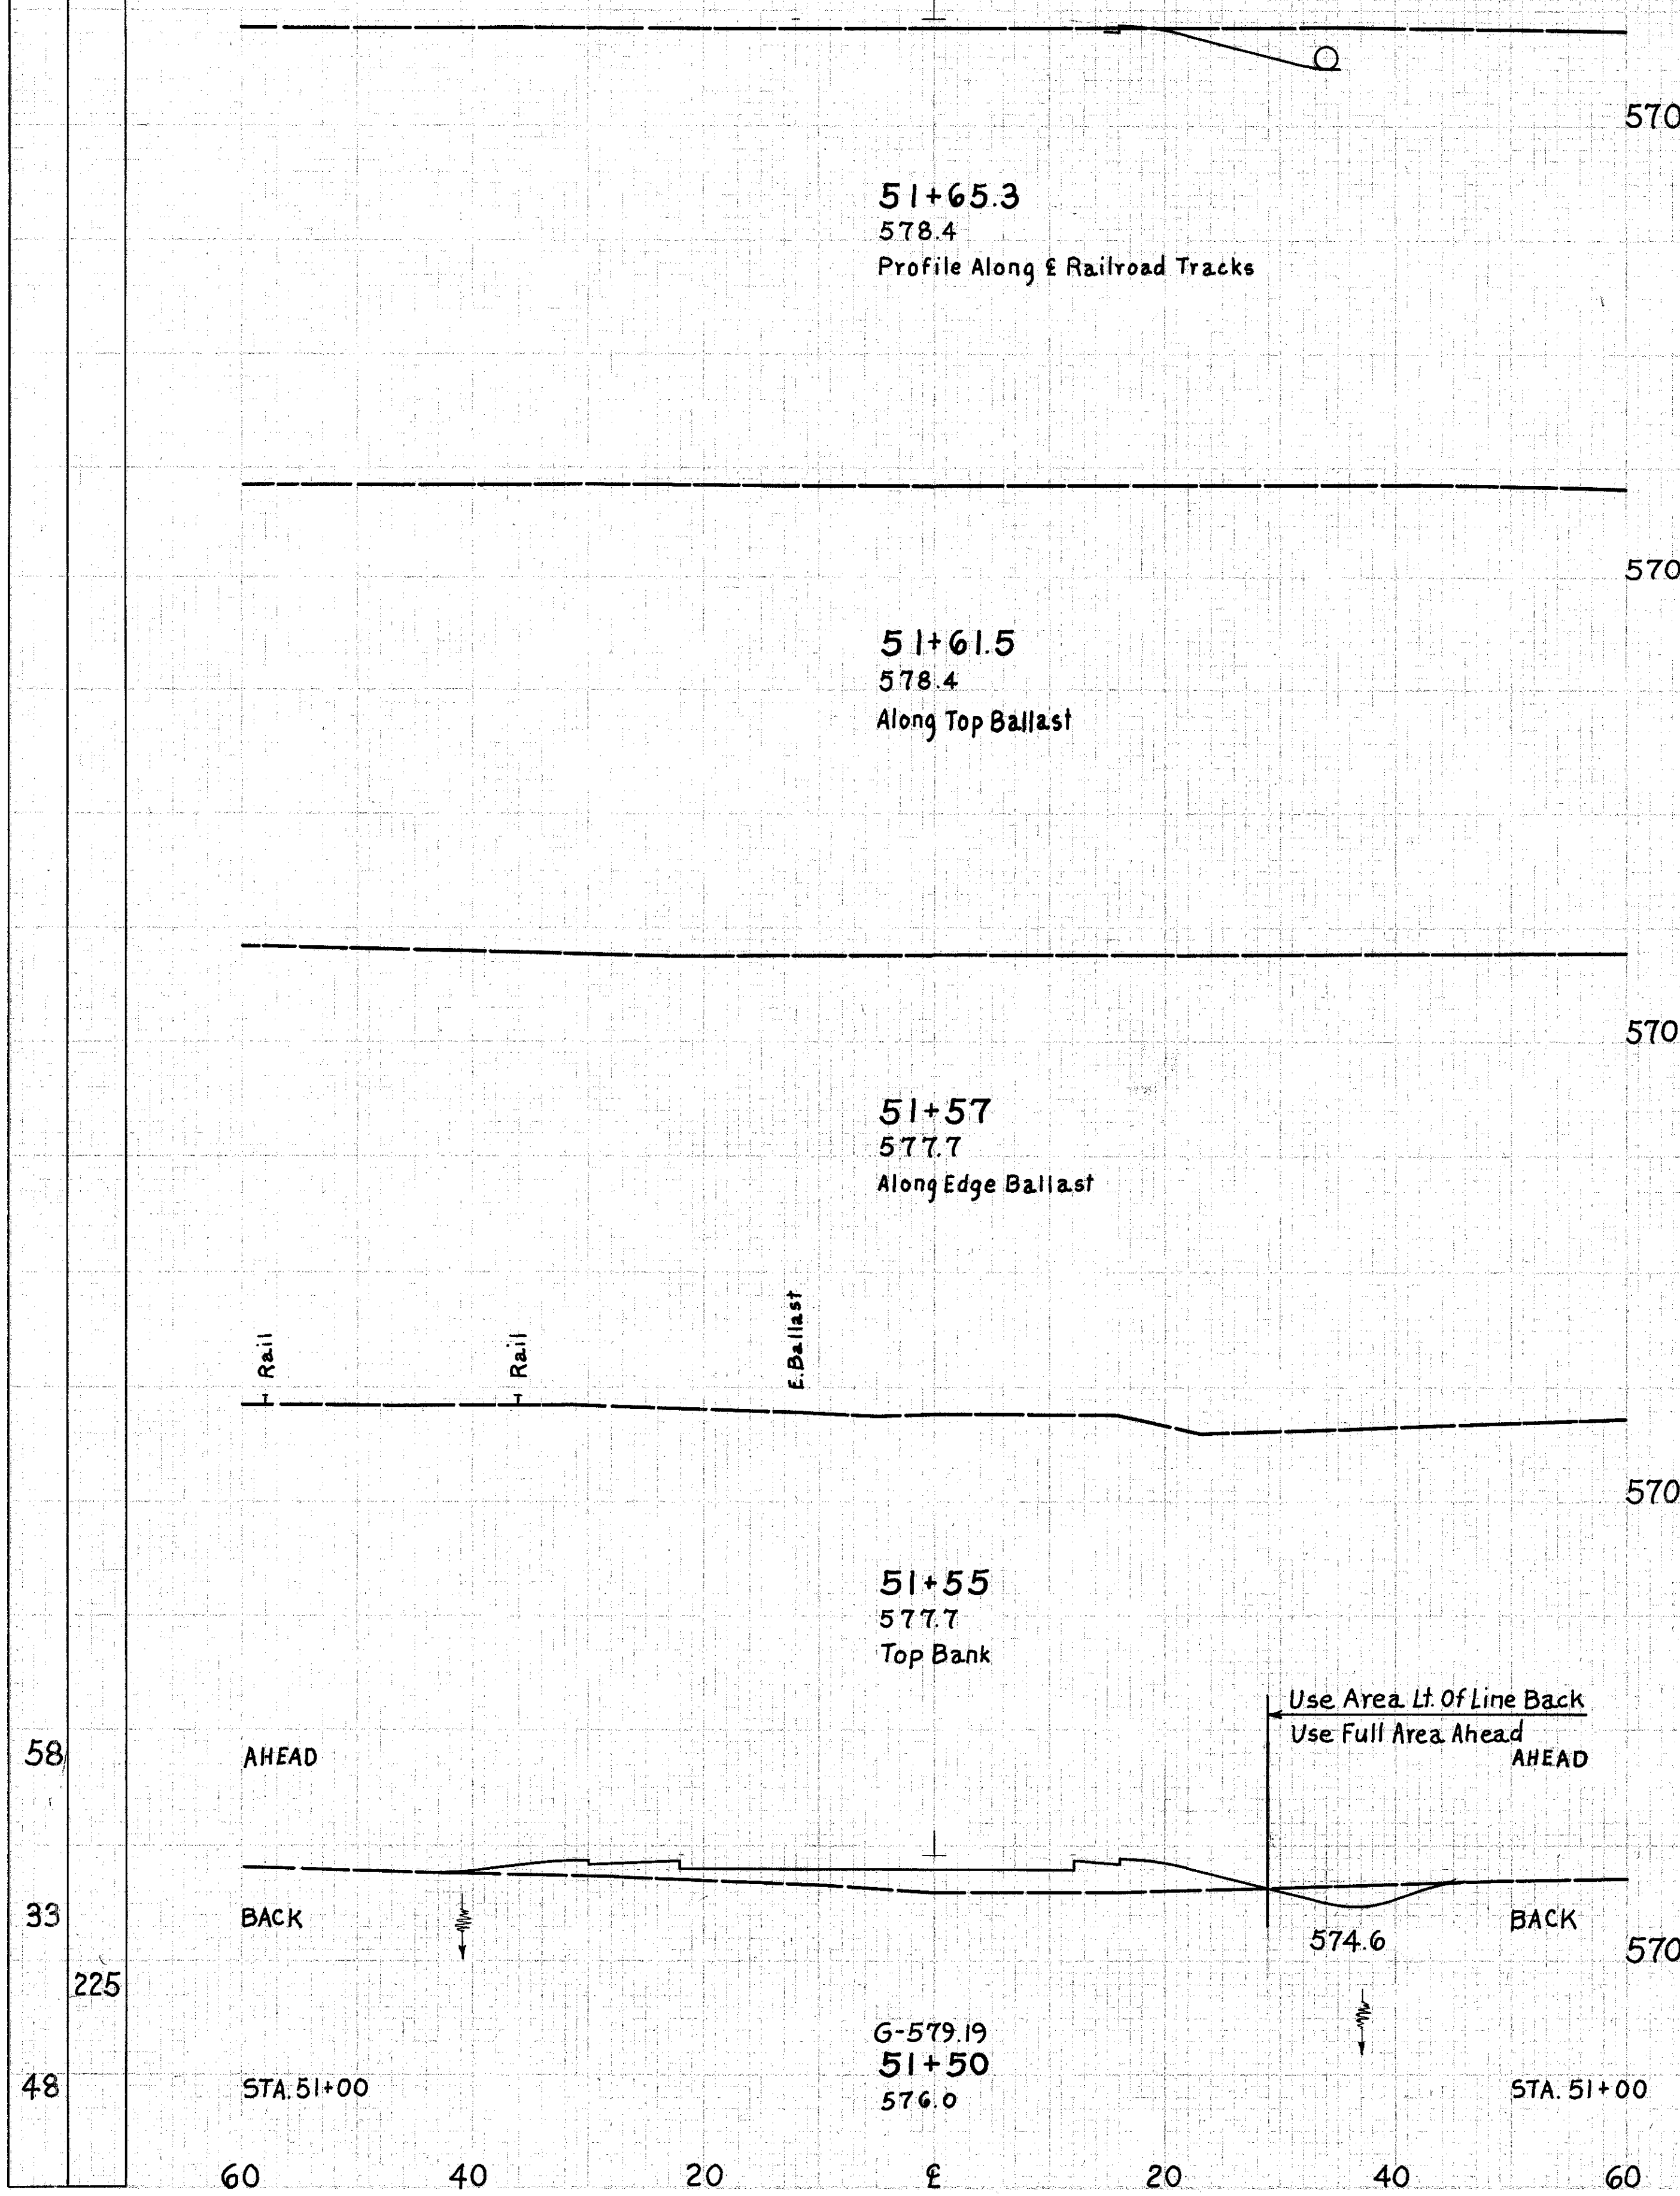 570
51+65.3
578.4
Profile Along ℄ Railroad Tracks
570
51+61.5
578.4
Along Top Ballast
570
51+57
577.7
Along Edge Ballast
Rail
Rail
E. Ballast
570
51+55
577.7
Top Bank
Use Area Lt. Of Line Back
Use Full Area Ahead
58
AHEAD
AHEAD
33
BACK
BACK
574.6
570
225
G-579.19
51+50
576.0
48
STA. 51+00
STA. 51+00
60 40 20 ℄ 20 40 60